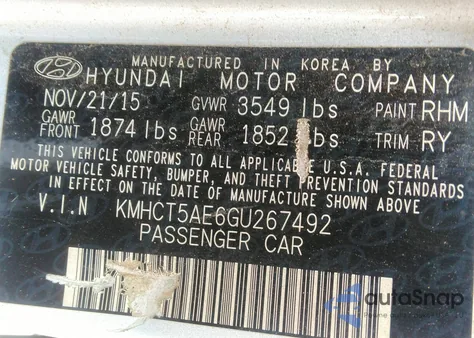 MANUFACTURED IN KOREA BY
HYUNDAI MOTOR COMPANY
NOV/21/15 GVWR 3549 lbs PAINT RHM
GAWR FRONT 1874 lbs GAWR REAR 1852 lbs TRIM RY
THIS VEHICLE CONFORMS TO ALL APPLICABLE U.S.A. FEDERAL
MOTOR VEHICLE SAFETY, BUMPER, AND THEFT PREVENTION STANDARDS
IN EFFECT ON THE DATE OF MANUFACTURE SHOWN ABOVE
V.I.N KMHCT5AE6GU267492
PASSENGER CAR
autoSnap